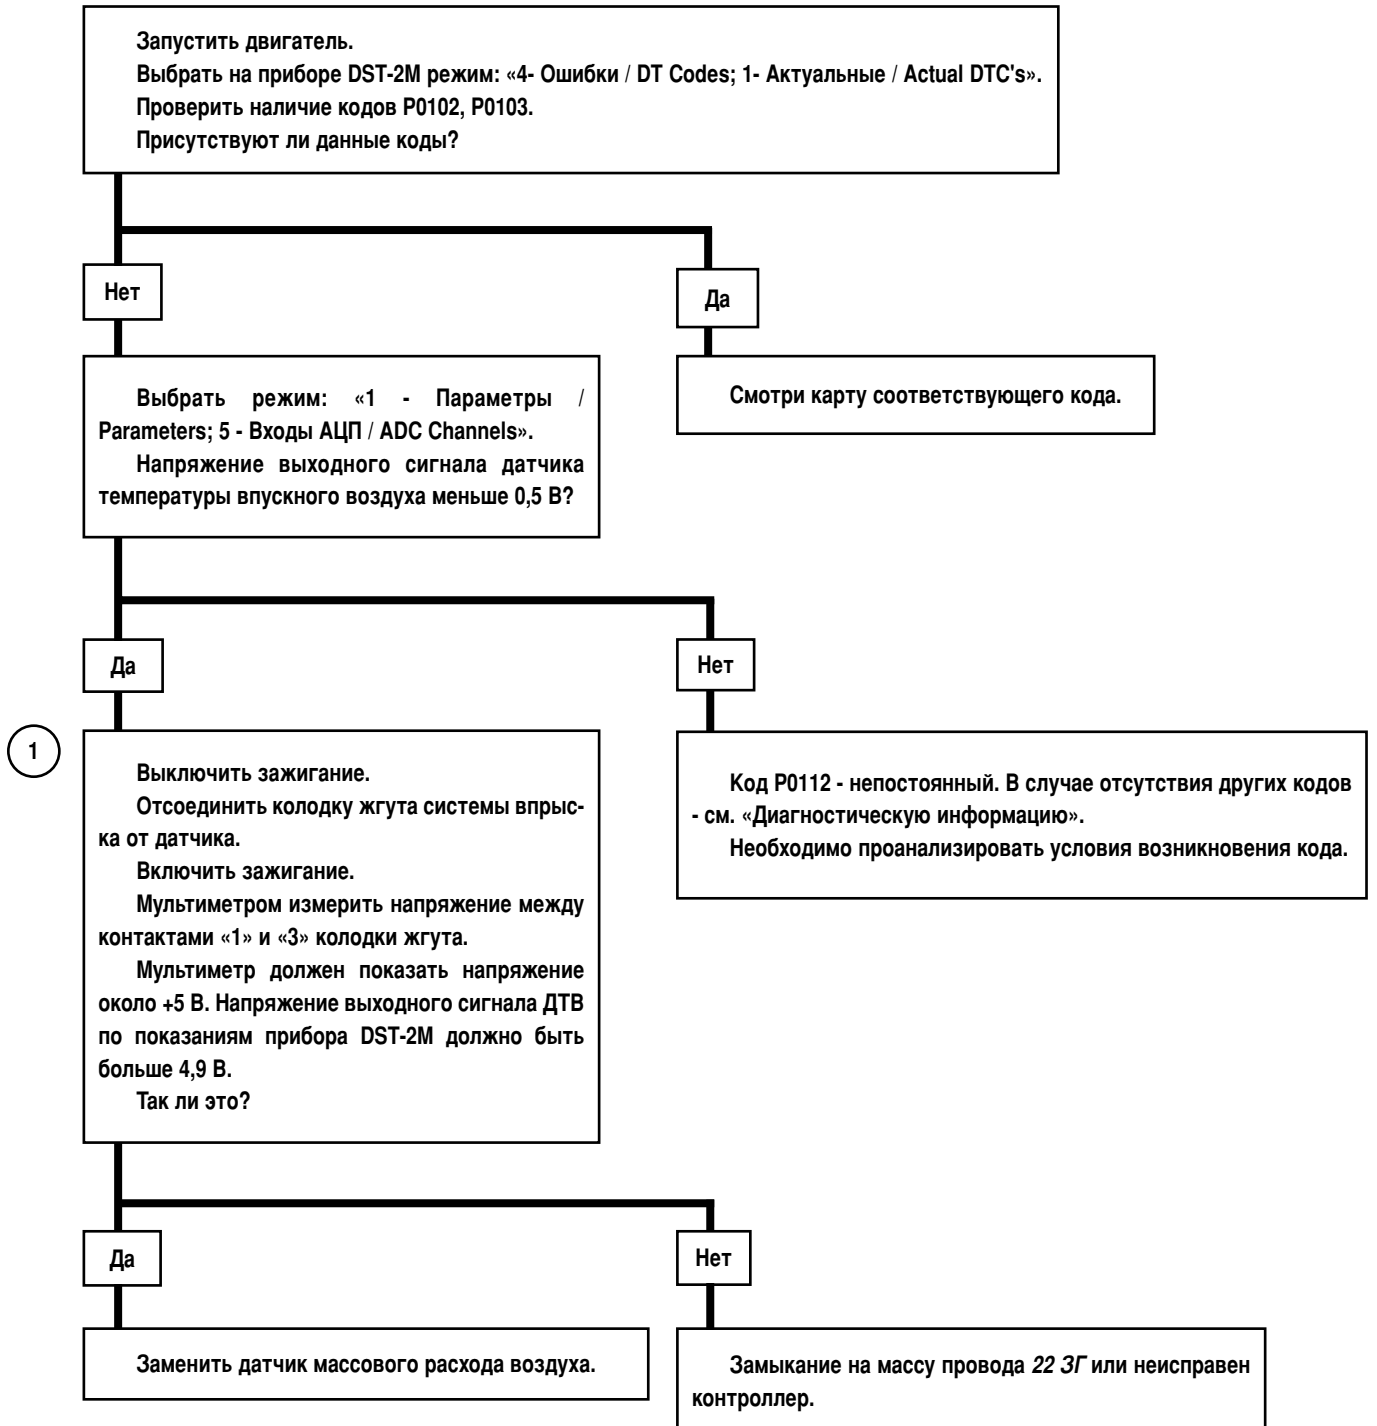 Запустить двигатель.
Выбрать на приборе DST-2M режим: «4- Ошибки / DT Codes; 1- Актуальные / Actual DTC's».
Проверить наличие кодов P0102, P0103.
Присутствуют ли данные коды?
Нет
Да
Выбрать режим: «1 - Параметры /
Parameters; 5 - Входы АЦП / ADC Channels».
Напряжение выходного сигнала датчика
температуры впускного воздуха меньше 0,5 В?
Смотри карту соответствующего кода.
Да
Нет
1
Выключить зажигание.
Отсоединить колодку жгута системы впрыс-
ка от датчика.
Включить зажигание.
Мультиметром измерить напряжение между
контактами «1» и «3» колодки жгута.
Мультиметр должен показать напряжение
около +5 В. Напряжение выходного сигнала ДТВ
по показаниям прибора DST-2M должно быть
больше 4,9 В.
Так ли это?
Код P0112 - непостоянный. В случае отсутствия других кодов
- см. «Диагностическую информацию».
Необходимо проанализировать условия возникновения кода.
Да
Нет
Заменить датчик массового расхода воздуха.
Замыкание на массу провода 22 ЗГ или неисправен
контроллер.